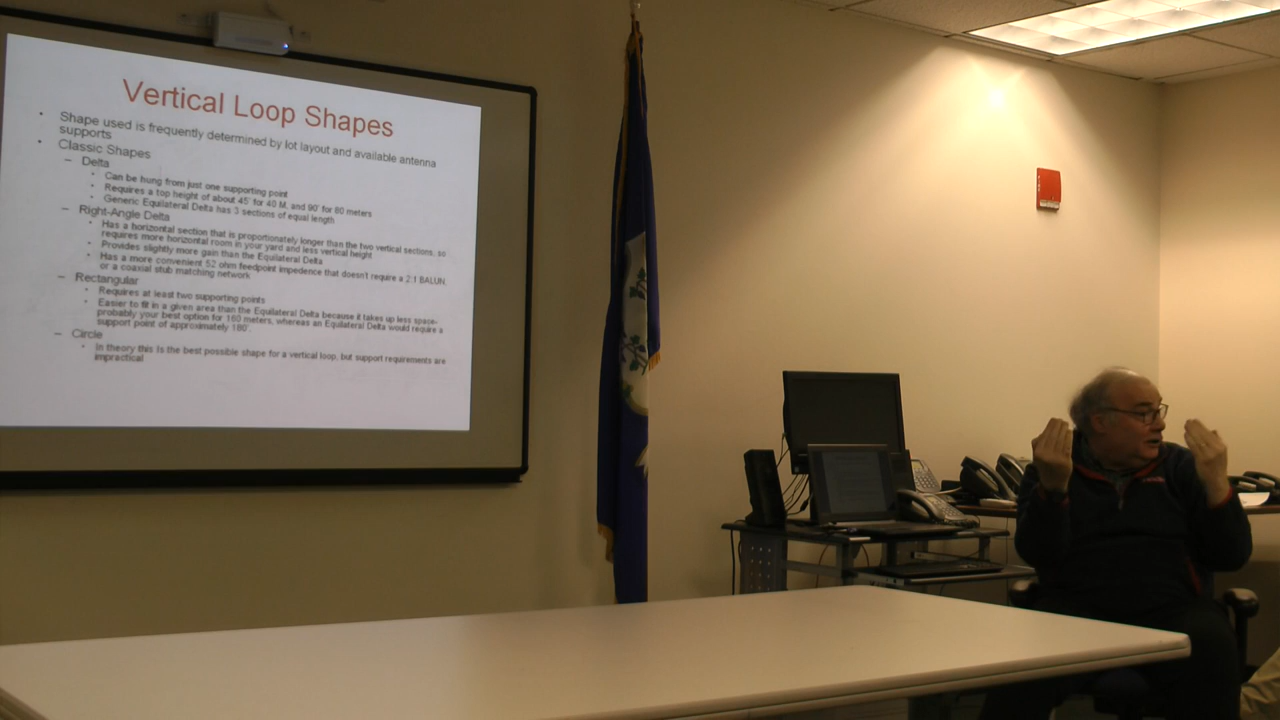 Vertical Loop Shapes
• Shape used is frequently determined by lot layout and available antenna
supports
• Classic Shapes
– Delta
• Can be hung from just one supporting point
• Requires a top height of about 45' for 40 M, and 90' for 80 meters
• Generic Equilateral Delta has 3 sections of equal length
– Right-Angle Delta
• Has a horizontal section that is proportionately longer than the two vertical sections, so
requires more horizontal room in your yard and less vertical height
• Provides slightly more gain than the Equilateral Delta
• Has a more convenient 52 ohm feedpoint impedence that doesn't require a 2:1 BALUN,
or a coaxial stub matching network
– Rectangular
• Requires at least two supporting points
• Easier to fit in a given area than the Equilateral Delta because it takes up less space-
probably your best option for 160 meters, whereas an Equilateral Delta would require a
support point of approximately 180'.
– Circle
• In theory this is the best possible shape for a vertical loop, but support requirements are
impractical